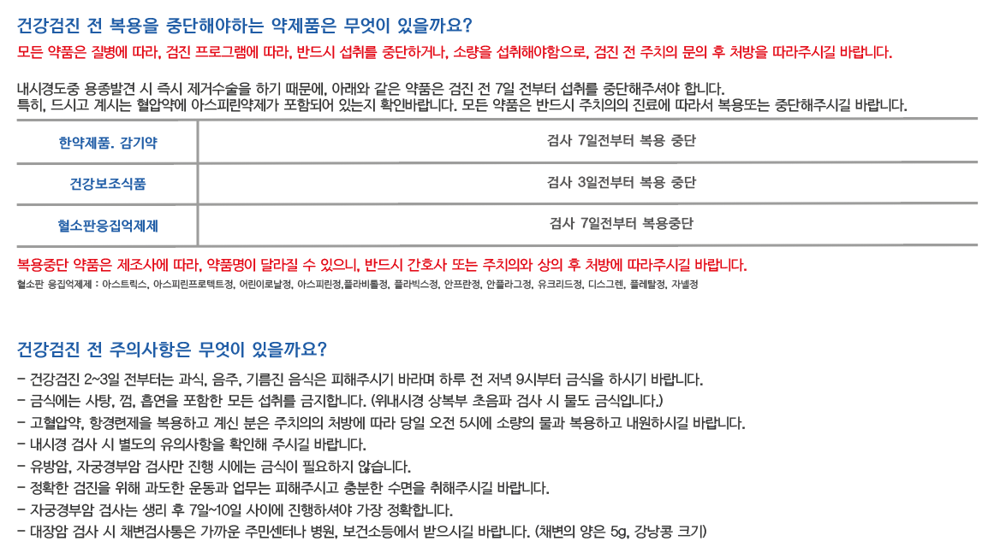 건강검진 전 복용을 중단해야하는 약제품은 무엇이 있을까요?
모든 약품은 질병에 따라, 검진 프로그램에 따라, 반드시 섭취를 중단하거나, 소량을 섭취해야함으로, 검진 전 주치의 문의 후 처방을 따라주시길 바랍니다.
내시경도중 용종발견 시 즉시 제거수술을 하기 때문에, 아래와 같은 약품은 검진 전 7일 전부터 섭취를 중단해주셔야 합니다.
특히, 드시고 계시는 혈압약에 아스피린약제가 포함되어 있는지 확인바랍니다. 모든 약품은 반드시 주치의의 진료에 따라서 복용또는 중단해주시길 바랍니다.
한약제품. 감기약 검사 7일전부터 복용 중단
건강보조식품 검사 3일전부터 복용 중단
혈소판응집억제제 검사 7일전부터 복용중단
복용중단 약품은 제조사에 따라, 약품명이 달라질 수 있으니, 반드시 간호사 또는 주치의와 상의 후 처방에 따라주시길 바랍니다.
혈소판 응집억제제 : 아스트릭스, 아스피린프로텍트정, 어린이로날정, 아스피린정,플라비톨정, 플라빅스정, 안프란정, 안플라그정, 유크리드정, 디스그렌, 플레탈정, 자넬정
건강검진 전 주의사항은 무엇이 있을까요?
- 건강검진 2~3일 전부터는 과식, 음주, 기름진 음식은 피해주시기 바라며 하루 전 저녁 9시부터 금식을 하시기 바랍니다.
- 금식에는 사탕, 껌, 흡연을 포함한 모든 섭취를 금지합니다. (위내시경 상복부 초음파 검사 시 물도 금식입니다.)
- 고혈압약, 항경련제을 복용하고 계신 분은 주치의의 처방에 따라 당일 오전 5시에 소량의 물과 복용하고 내원하시길 바랍니다.
- 내시경 검사 시 별도의 유의사항을 확인해 주시길 바랍니다.
- 유방암, 자궁경부암 검사만 진행 시에는 금식이 필요하지 않습니다.
- 정확한 검진을 위해 과도한 운동과 업무는 피해주시고 충분한 수면을 취해주시길 바랍니다.
- 자궁경부암 검사는 생리 후 7일~10일 사이에 진행하셔야 가장 정확합니다.
- 대장암 검사 시 채변검사통은 가까운 주민센터나 병원, 보건소등에서 받으시길 바랍니다. (채변의 양은 5g, 강낭콩 크기)